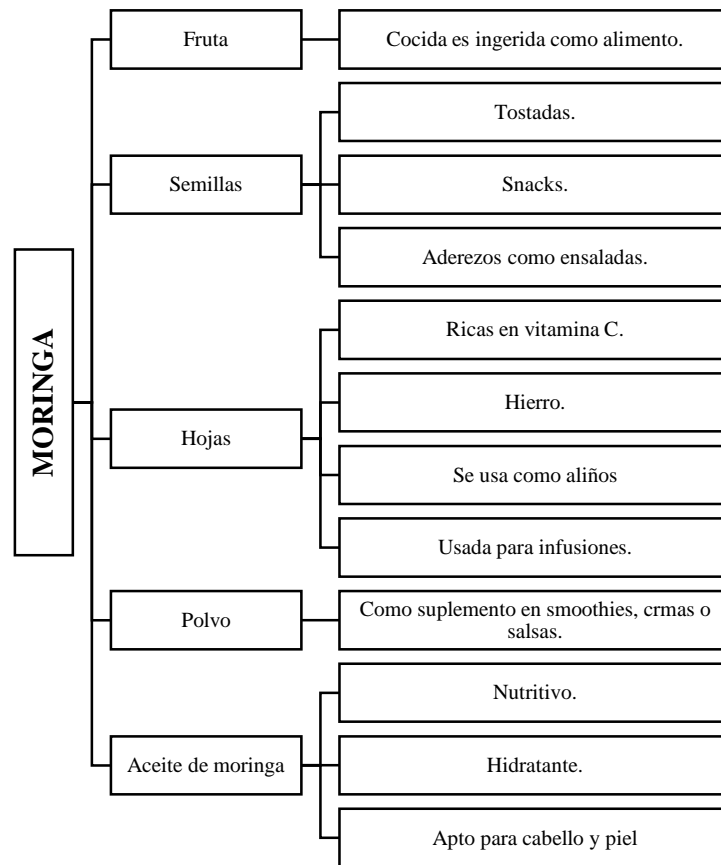 MORINGA
Fruta
Cocida es ingerida como alimento.
Semillas
Tostadas.
Snacks.
Aderezos como ensaladas.
Hojas
Ricas en vitamina C.
Hierro.
Se usa como aliños
Usada para infusiones.
Polvo
Como suplemento en smoothies, crmas o
salsas.
Aceite de moringa
Nutritivo.
Hidratante.
Apto para cabello y piel